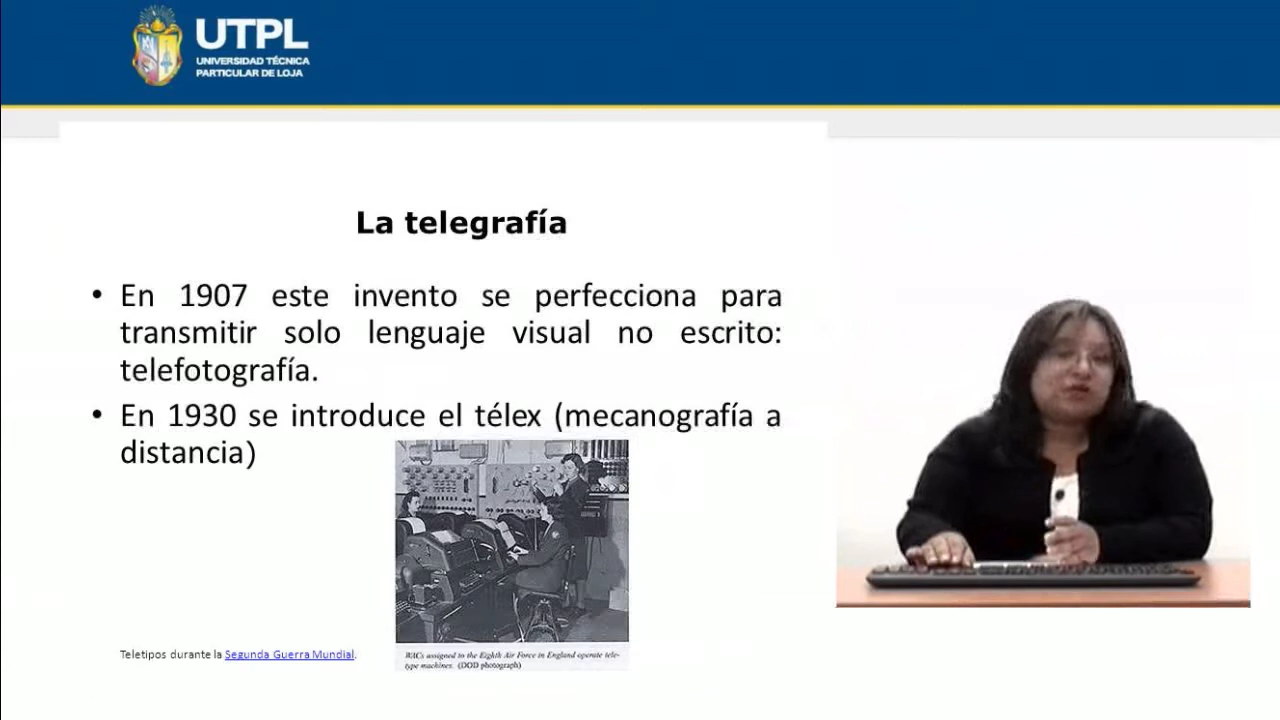 UTPL
UNIVERSIDAD TÉCNICA
PARTICULAR DE LOJA
La telegrafía
• En 1907 este invento se perfecciona para
transmitir solo lenguaje visual no escrito:
telefotografía.
• En 1930 se introduce el télex (mecanografía a
distancia)
WACs assigned to the Eighth Air Force in England operate tele-
type machines. (DOD photograph)
Teletipos durante la Segunda Guerra Mundial.